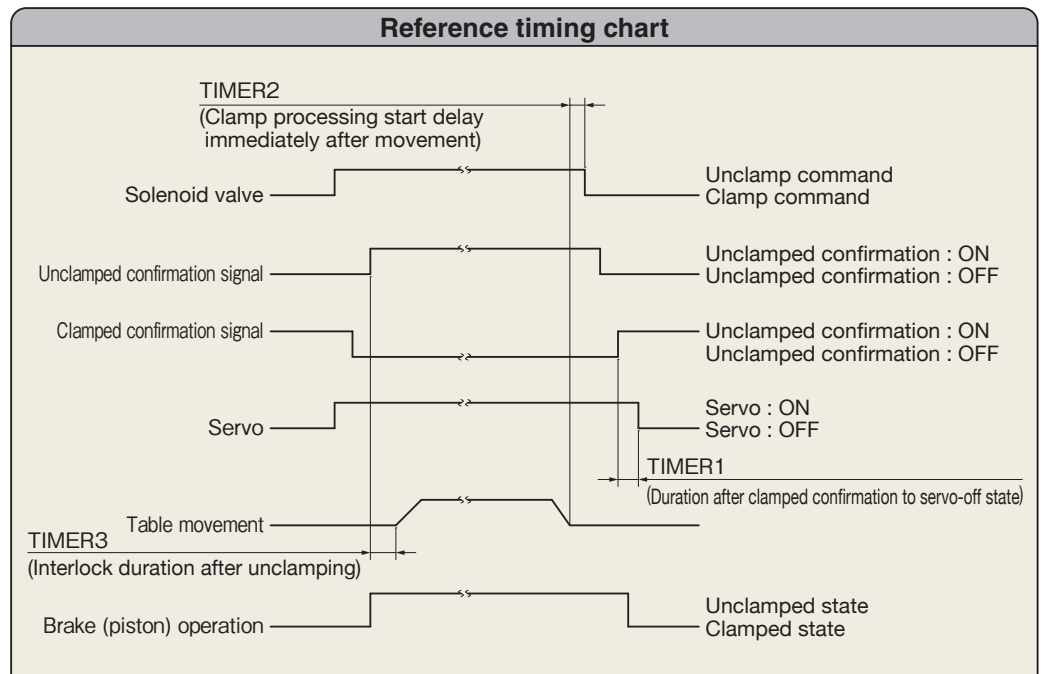 Reference timing chart
TIMER2
(Clamp processing start delay
immediately after movement)
Solenoid valve
Unclamp command
Clamp command
Unclamped confirmation signal
Unclamped confirmation : ON
Unclamped confirmation : OFF
Clamped confirmation signal
Unclamped confirmation : ON
Unclamped confirmation : OFF
Servo
Servo : ON
Servo : OFF
TIMER1
(Duration after clamped confirmation to servo-off state)
Table movement
TIMER3
(Interlock duration after unclamping)
Brake (piston) operation
Unclamped state
Clamped state